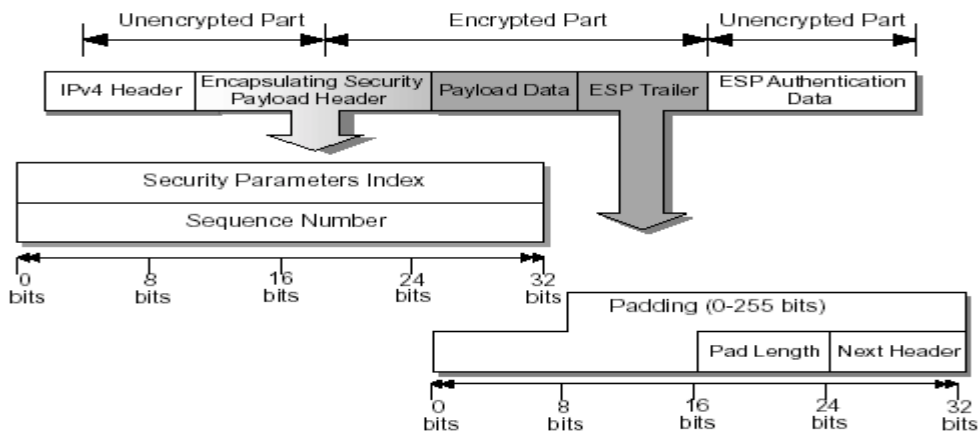 Unencrypted Part
Encrypted Part
Unencrypted Part
IPv4 Header
Encapsulating Security
Payload Header
Payload Data
ESP Trailer
ESP Authentication
Data
Security Parameters Index
Sequence Number
0
bits
8
bits
16
bits
24
bits
32
bits
Padding (0-255 bits)
Pad Length
Next Header
0
bits
8
bits
16
bits
24
bits
32
bits